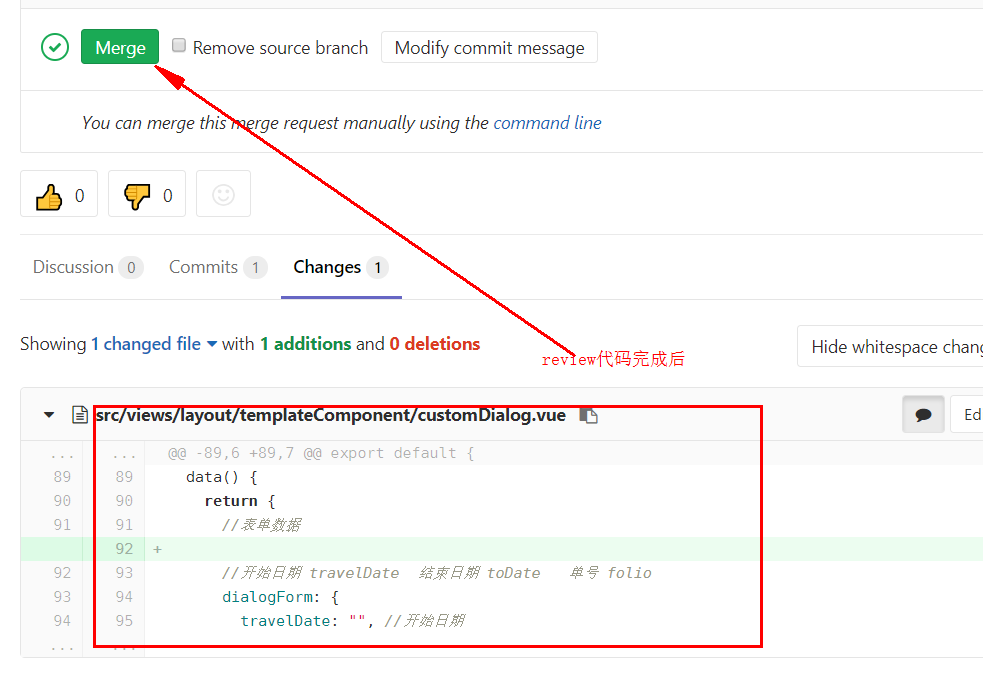 Merge Remove source branch Modify commit message
You can merge this merge request manually using the command line
0 0
Discussion 0 Commits 1 Changes 1
Showing 1 changed file with 1 additions and 0 deletions
Hide whitespace chang
review代码完成后
src/views/layout/templateComponent/customDialog.vue Ed
... ... @@ -89,6 +89,7 @@ export default {
89 89 data() {
90 90 return {
91 91 //表单数据
92 +
92 93 //开始日期 travelDate 结束日期 toDate 单号 folio
93 94 dialogForm: {
94 95 travelDate: "", //开始日期
... ...